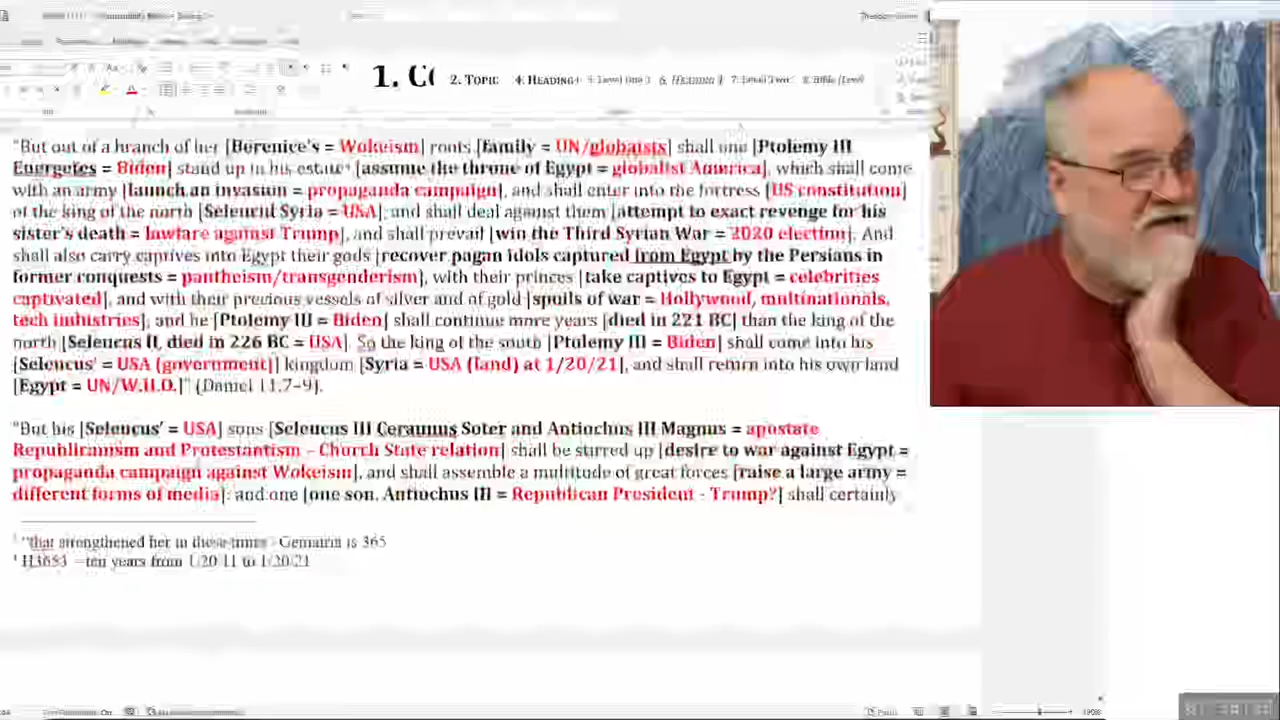 1. C
2. TOPIC
"But out of a branch of her [Berenice's = Wokeism] roots [family = UN/globaists] shall one [Ptolemy III
Euergetes = Biden] stand up in his estate [assume the throne of Egypt = globalist America], which shall come
with an army [launch an invasion = propaganda campaign], and shall enter into the fortress [US constitution]
of the king of the north [Seleucid Syria = USA], and shall deal against them [attempt to exact revenge for his
sister's death = lawfare against Trump], and shall prevail [win the Third Syrian War = 2020 election]. And
shall also carry captives into Egypt their gods [recover pagan idols captured from Egypt by the Persians in
former conquests = pantheism/transgenderism], with their princes [take captives to Egypt = celebrities
captivated], and with their precious vessels of silver and of gold [spoils of war = Hollywood, multinationals,
tech industries]; and he [Ptolemy III = Biden] shall continue more years [died in 221 BC] than the king of the
north [Seleucus II, died in 226 BC = USA]. So the king of the south [Ptolemy III = Biden] shall come into his
[Seleucus' = USA (government)] kingdom [Syria = USA (land) at 1/20/21], and shall return into his own land
[Egypt = UN/W.H.O.]" (Daniel 11:7–9).
"But his [Seleucus' = USA] sons [Seleucus III Ceraunus Soter and Antiochus III Magnus = apostate
Republicanism and Protestantism – Church State relation] shall be stirred up [desire to war against Egypt =
propaganda campaign against Wokeism], and shall assemble a multitude of great forces [raise a large army =
different forms of media]: and one [one son, Antiochus III = Republican President - Trump?] shall certainly
"that strengthened her in these times - Gematria is 365
ten years from 1/20/11 to 1/20/21